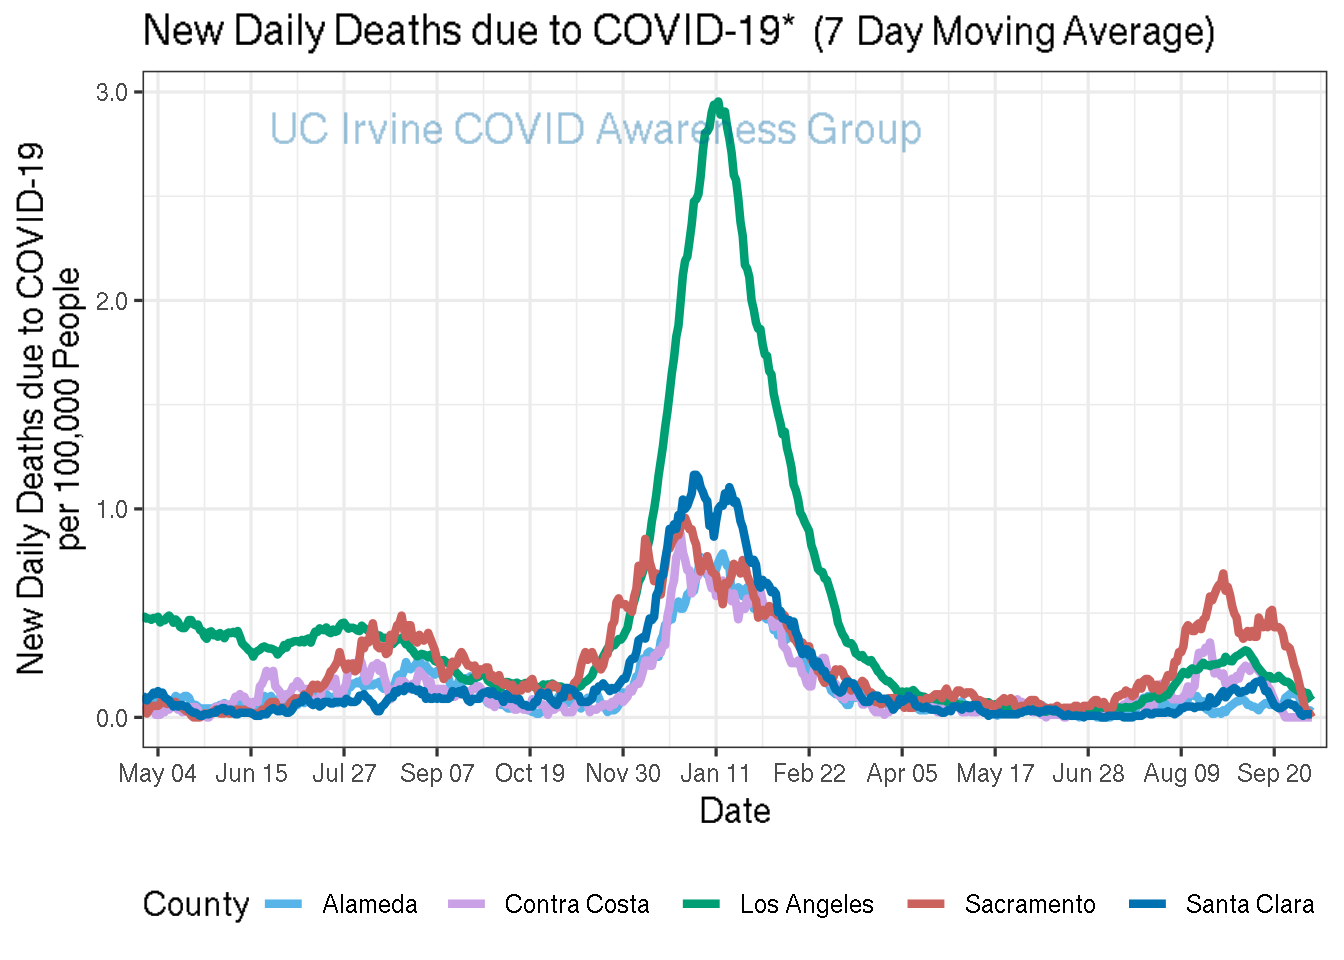 New Daily Deaths due to COVID-19* (7 Day Moving Average)
UC Irvine COVID Awareness Group
New Daily Deaths due to COVID-19
per 100,000 People
3.0
2.0
1.0
0.0
May 04 Jun 15 Jul 27 Sep 07 Oct 19 Nov 30 Jan 11 Feb 22 Apr 05 May 17 Jun 28 Aug 09 Sep 20
Date
County Alameda Contra Costa Los Angeles Sacramento Santa Clara